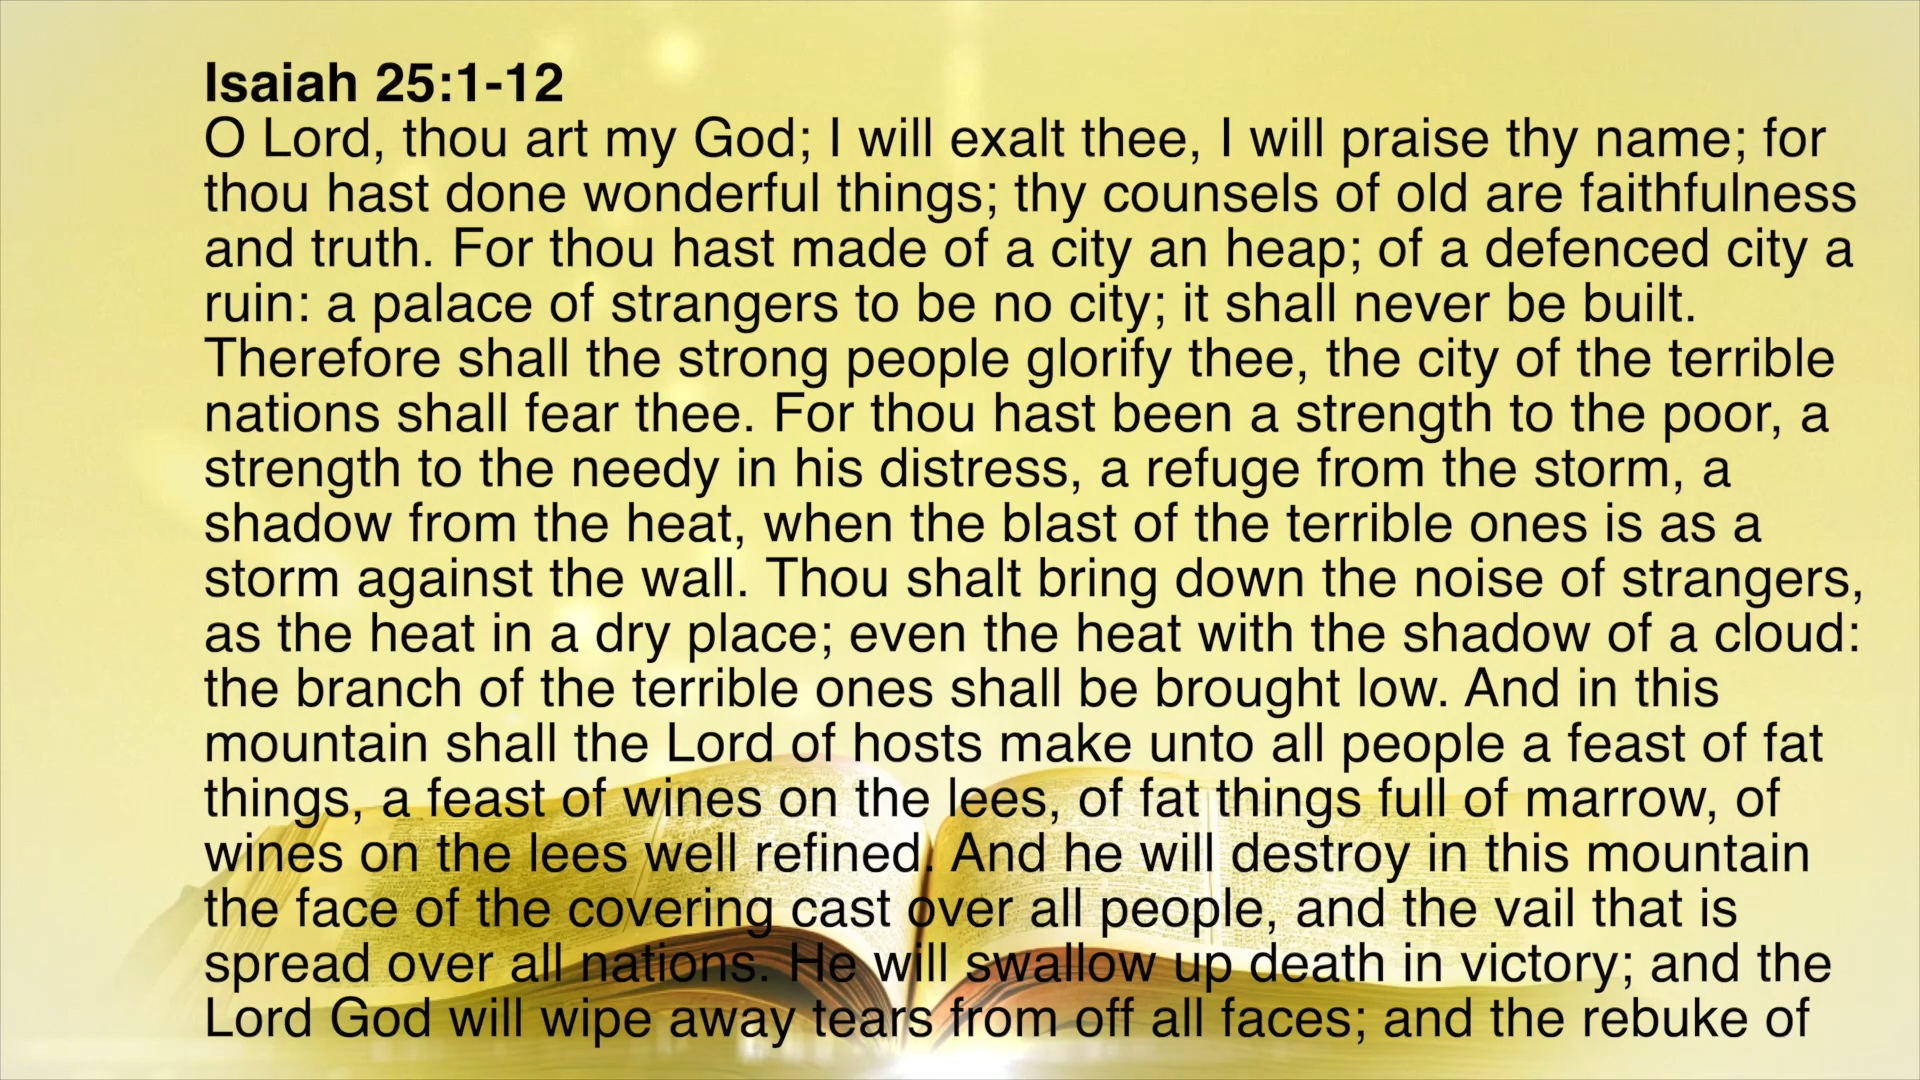 Isaiah 25:1-12
O Lord, thou art my God; I will exalt thee, I will praise thy name; for
thou hast done wonderful things; thy counsels of old are faithfulness
and truth. For thou hast made of a city an heap; of a defenced city a
ruin: a palace of strangers to be no city; it shall never be built.
Therefore shall the strong people glorify thee, the city of the terrible
nations shall fear thee. For thou hast been a strength to the poor, a
strength to the needy in his distress, a refuge from the storm, a
shadow from the heat, when the blast of the terrible ones is as a
storm against the wall. Thou shalt bring down the noise of strangers,
as the heat in a dry place; even the heat with the shadow of a cloud:
the branch of the terrible ones shall be brought low. And in this
mountain shall the Lord of hosts make unto all people a feast of fat
things, a feast of wines on the lees, of fat things full of marrow, of
wines on the lees well refined. And he will destroy in this mountain
the face of the covering cast over all people, and the vail that is
spread over all nations. He will swallow up death in victory; and the
Lord God will wipe away tears from off all faces; and the rebuke of